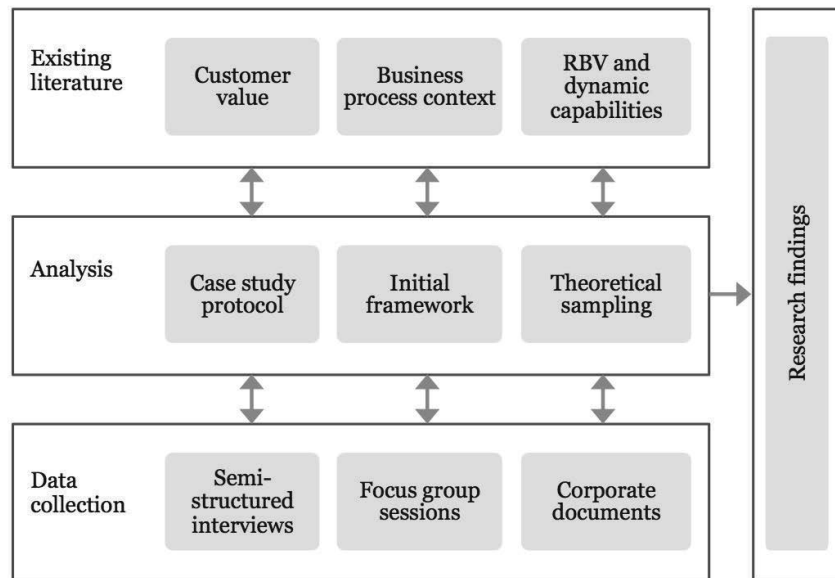 Existing
literature
Customer
value
Business
process context
RBV and
dynamic
capabilities
Analysis
Case study
protocol
Initial
framework
Theoretical
sampling
Data
collection
Semi-
structured
interviews
Focus group
sessions
Corporate
documents
Research findings